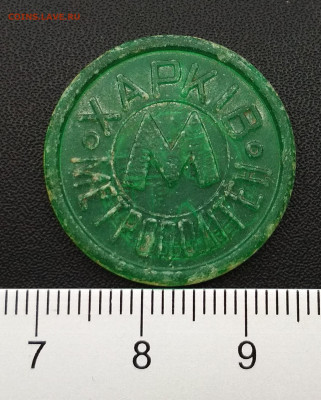 COINS.LAVE.RU
ХАРКІВ
М
МЕТРОПОЛІТЕН
7 8 9